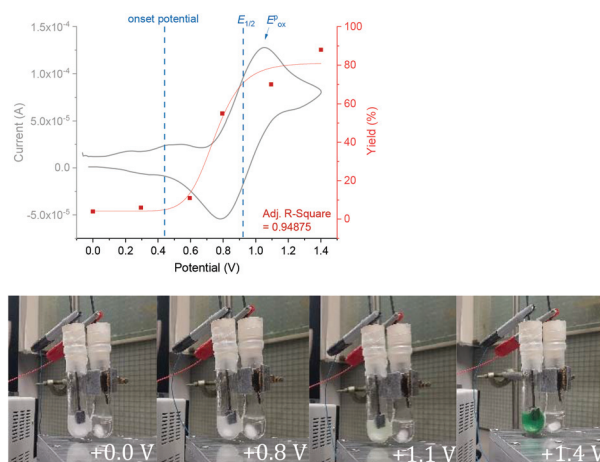 onset potential
E1/2
Epox
1.5x10-4
1.0x10-4
5.0x10-5
0.0
-5.0x10-5
Current (A)
100
80
60
40
20
0
Yield (%)
Adj. R-Square
= 0.94875
0.0 0.2 0.4 0.6 0.8 1.0 1.2 1.4
Potential (V)
+0.0 V
+0.8 V
+1.1 V
+1.4 V